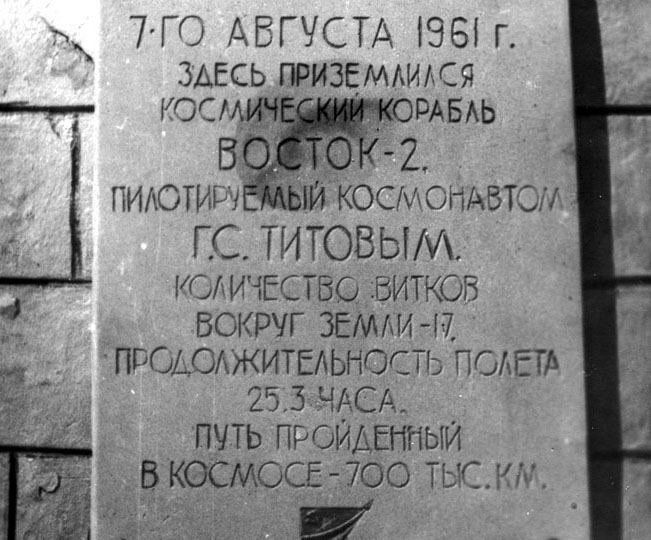 7·ГО АВГУСТА 1961 г.
ЗДЕСЬ ПРИЗЕМЛИЛСЯ
КОСМИЧЕСКИЙ КОРАБЛЬ
ВОСТОК-2.
ПИЛОТИРУЕМЫЙ КОСМОНАВТОМ
Г.С. ТИТОВЫМ.
КОЛИЧЕСТВО ВИТКОВ
ВОКРУГ ЗЕМЛИ-17.
ПРОДОЛЖИТЕЛЬНОСТЬ ПОЛЕТА
25.3 ЧАСА.
ПУТЬ ПРОЙДЕННЫЙ
В КОСМОСЕ-700 ТЫС.КМ.